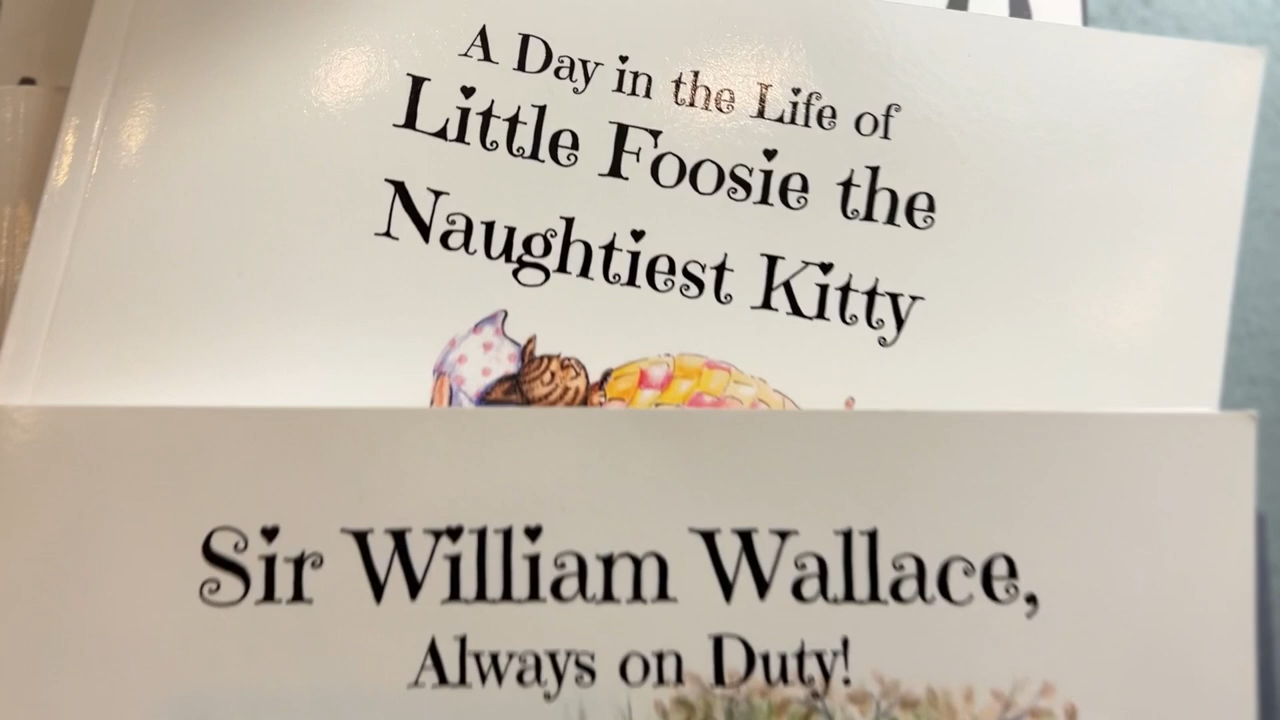 A Day in the Life of
Little Foosie the
Naughtiest Kitty
Sir William Wallace,
Always on Duty!